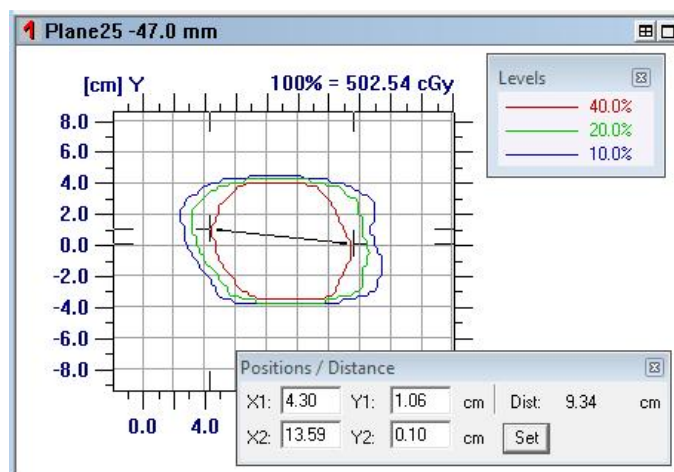 Plane25 -47.0 mm
[cm] Y
100% = 502.54 cGy
8.0
6.0
4.0
2.0
0.0
-2.0
-4.0
-6.0
-8.0
0.0 4.0
Levels
40.0%
20.0%
10.0%
Positions / Distance
X1: 4.30 Y1: 1.06 cm Dist: 9.34 cm
X2: 13.59 Y2: 0.10 cm Set